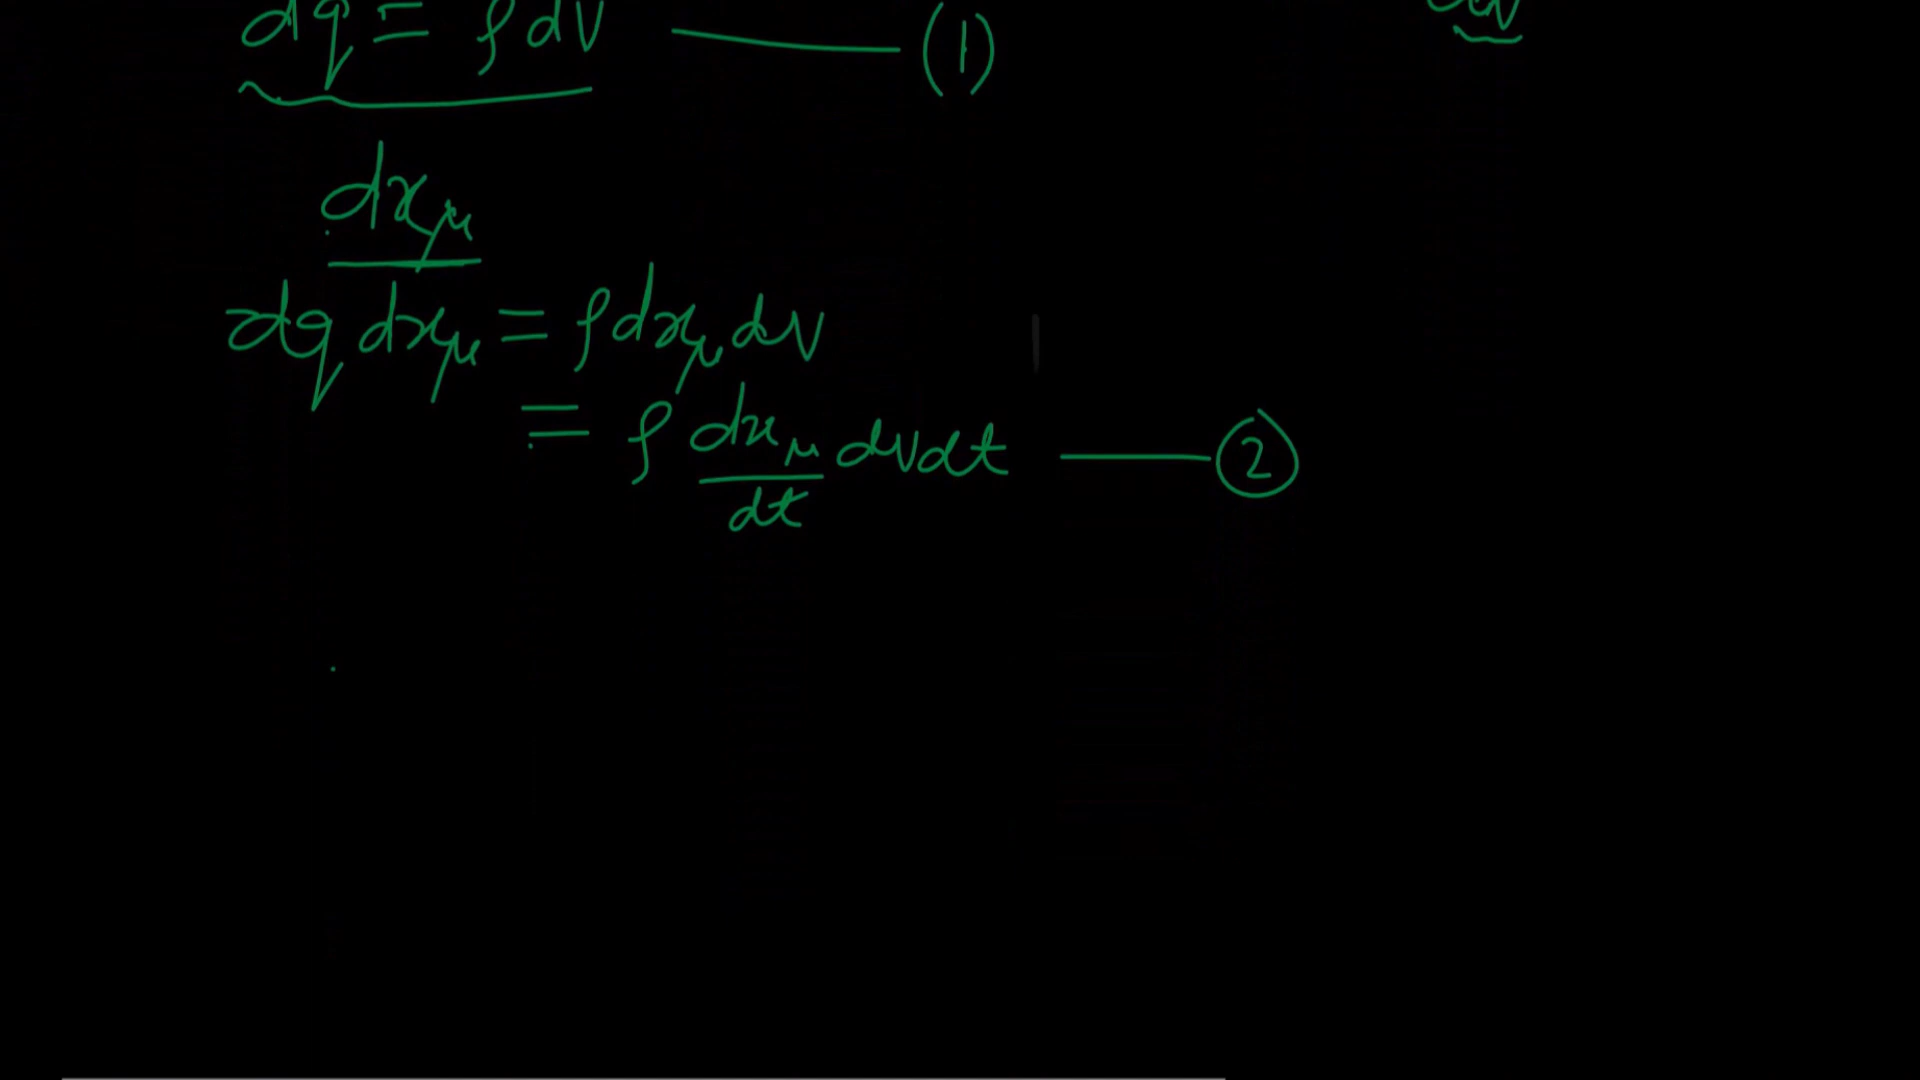 dq = ρ dV ——— (1)
dxμ
dq dxμ = ρ dxμ dV
= ρ dxμ/dt dV dt ——— ②